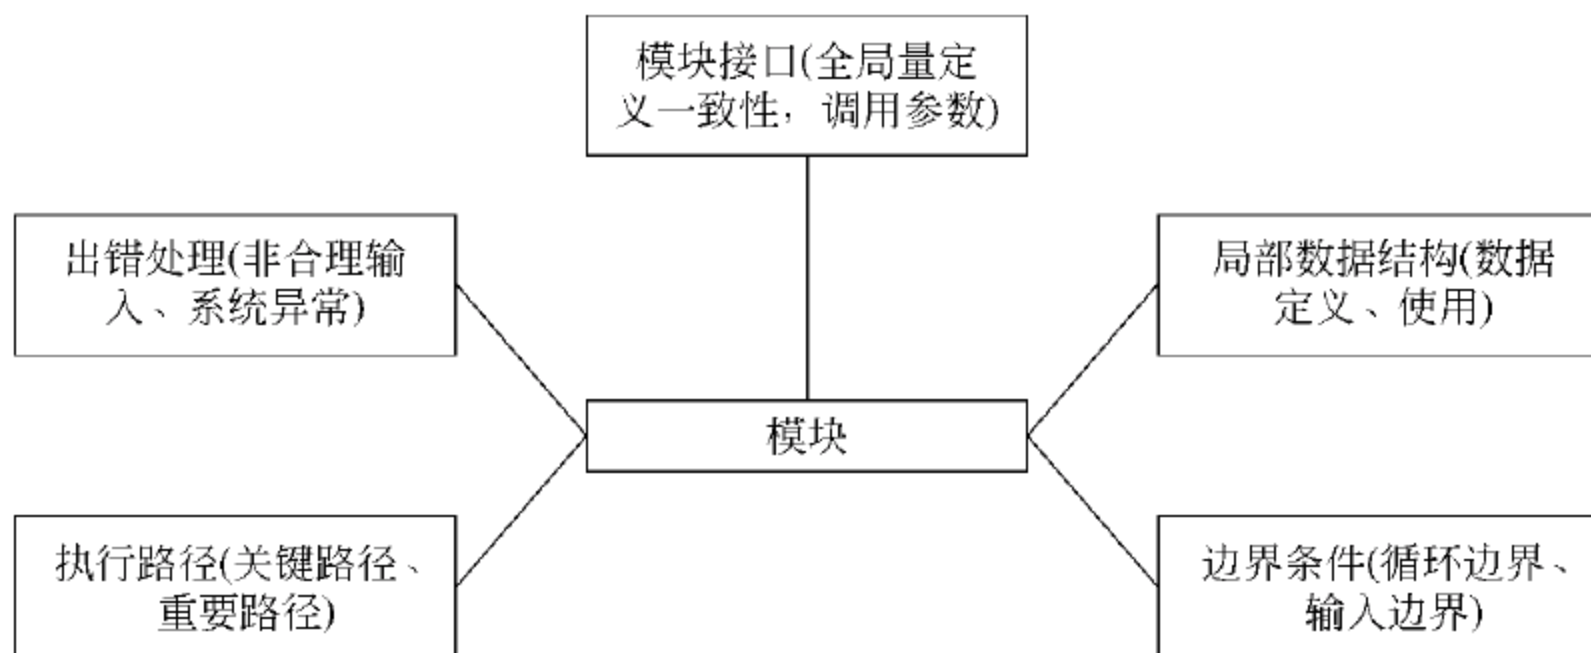 模块接口(全局量定
义一致性，调用参数)
出错处理(非合理输
入、系统异常)
局部数据结构(数据
定义、使用)
模块
执行路径(关键路径、
重要路径)
边界条件(循环边界、
输入边界)